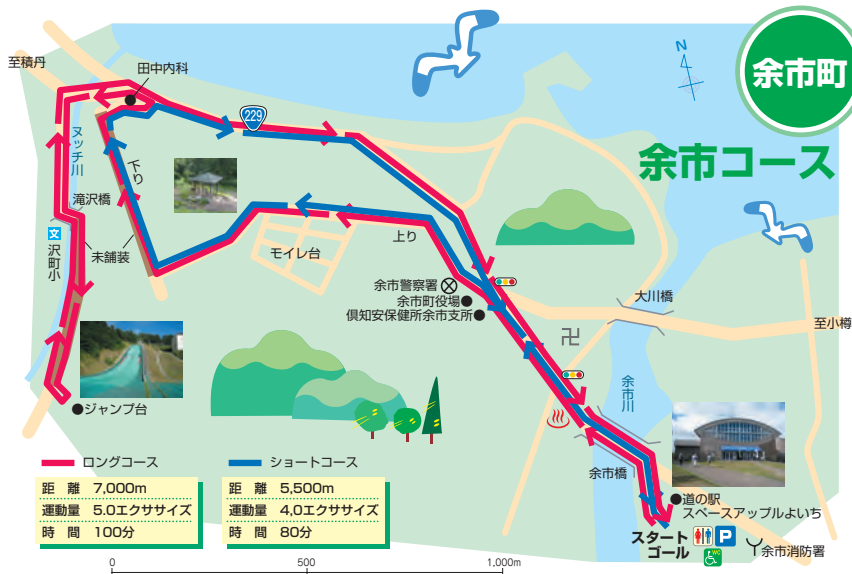 余市町
余市コース
N
至積丹
田中内科
229
ヌッチ川
下り
滝沢橋
文
沢町小
未舗装
モイレ台
上り
余市警察署
余市町役場
倶知安保健所余市支所
大川橋
至小樽
余市川
余市橋
ジャンプ台
道の駅
スペースアップルよいち
スタート
ゴール
P
WC
余市消防署
ロングコース
距離 7,000m
運動量 5.0エクササイズ
時間 100分
ショートコース
距離 5,500m
運動量 4,0エクササイズ
時間 80分
0 500 1,000m